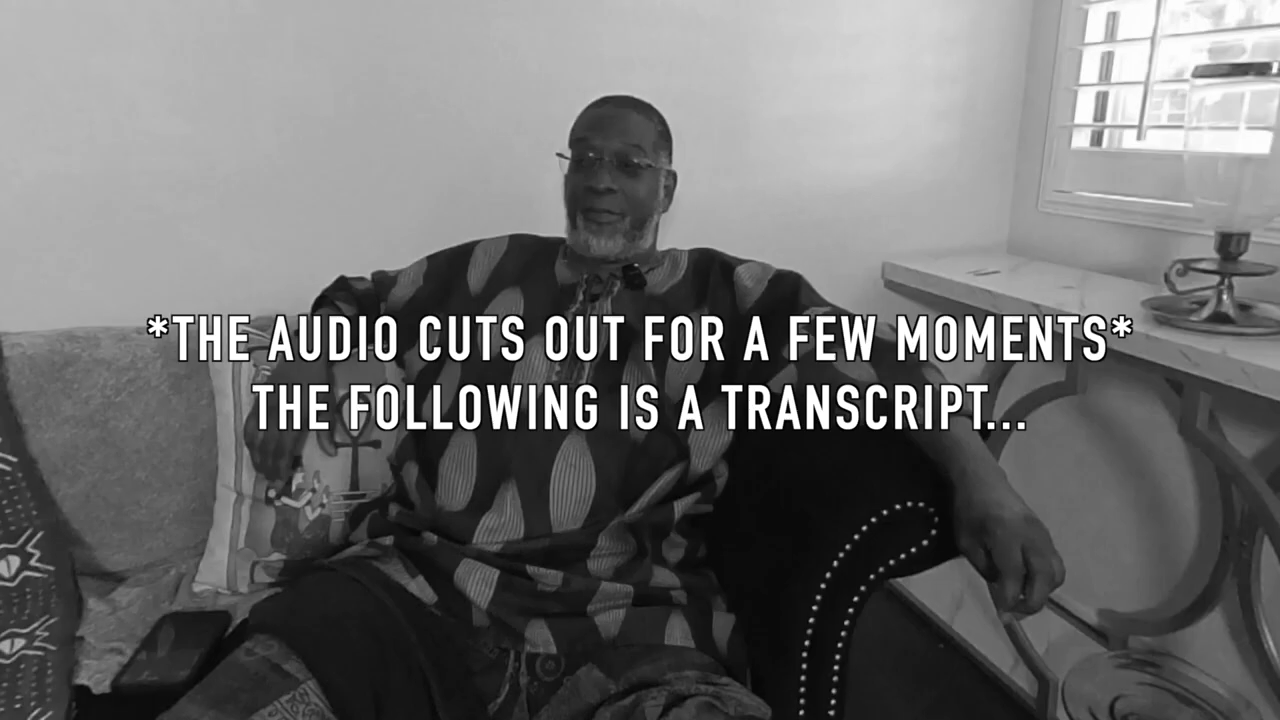 *THE AUDIO CUTS OUT FOR A FEW MOMENTS*
THE FOLLOWING IS A TRANSCRIPT...